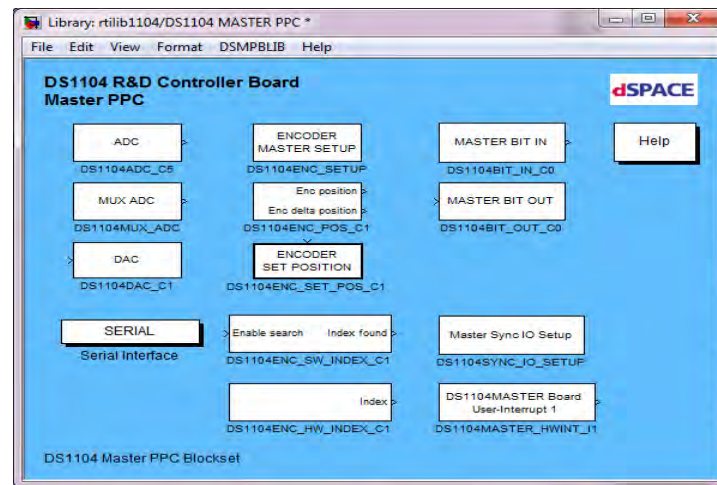 Library: rtilib1104/DS1104 MASTER PPC *
File Edit View Format DSMPBLIB Help
DS1104 R&D Controller Board
Master PPC
dSPACE
ADC
DS1104ADC_C5
ENCODER
MASTER SETUP
DS1104ENC_SETUP
MASTER BIT IN
DS1104BIT_IN_C0
Help
MUX ADC
DS1104MUX_ADC
Enc position
Enc delta position
DS1104ENC_POS_C1
MASTER BIT OUT
DS1104BIT_OUT_C0
DAC
DS1104DAC_C1
ENCODER
SET POSITION
DS1104ENC_SET_POS_C1
SERIAL
Serial Interface
Enable search Index found
DS1104ENC_SW_INDEX_C1
Master Sync IO Setup
DS1104SYNC_IO_SETUP
Index
DS1104ENC_HW_INDEX_C1
DS1104MASTER Board
User-Interrupt 1
DS1104MASTER_HWINT_I1
DS1104 Master PPC Blockset